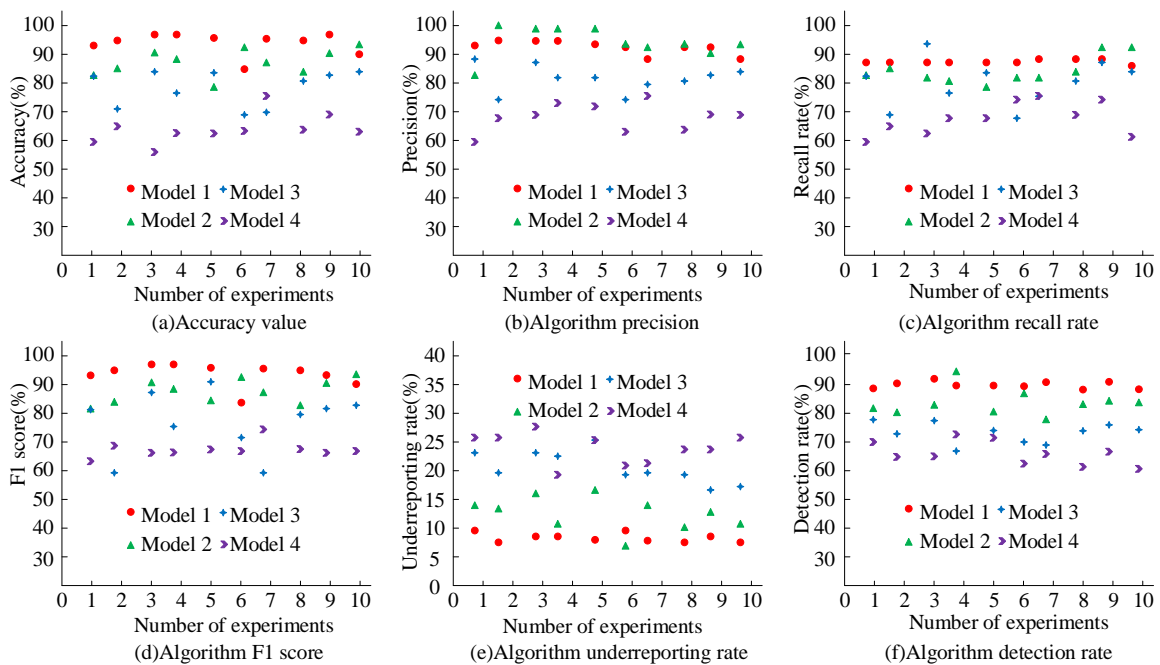 100
90
80
70
60
50
40
30
Accuracy(%)
Model 1
Model 3
Model 2
Model 4
0 1 2 3 4 5 6 7 8 9 10
Number of experiments
(a)Accuracy value
100
90
80
70
60
50
40
30
Precision(%)
Model 1
Model 3
Model 2
Model 4
0 1 2 3 4 5 6 7 8 9 10
Number of experiments
(b)Algorithm precision
100
90
80
70
60
50
40
30
Recall rate(%)
Model 1
Model 3
Model 2
Model 4
0 1 2 3 4 5 6 7 8 9 10
Number of experiments
(c)Algorithm recall rate
100
90
80
70
60
50
40
30
F1 score(%)
Model 1
Model 3
Model 2
Model 4
0 1 2 3 4 5 6 7 8 9 10
Number of experiments
(d)Algorithm F1 score
40
35
30
25
20
15
10
5
0
Underreporting rate(%)
Model 1
Model 3
Model 2
Model 4
0 1 2 3 4 5 6 7 8 9 10
Number of experiments
(e)Algorithm underreporting rate
100
90
80
70
60
50
40
30
Detection rate(%)
Model 1
Model 3
Model 2
Model 4
0 1 2 3 4 5 6 7 8 9 10
Number of experiments
(f)Algorithm detection rate